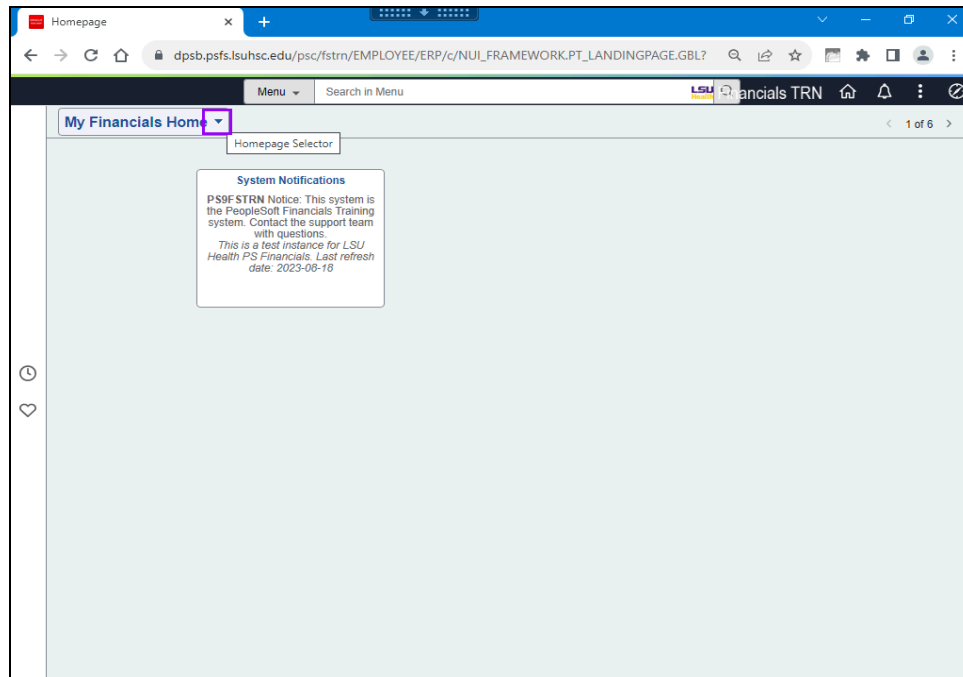 Homepage
dpsb.psfs.lsuhsc.edu/psc/fstrn/EMPLOYEE/ERP/c/NUI_FRAMEWORK.PT_LANDINGPAGE.GBL?
Menu
Search in Menu
LSU
Health
ancials TRN
My Financials Home
1 of 6
Homepage Selector
System Notifications
PS9FSTRN Notice: This system is
the PeopleSoft Financials Training
system. Contact the support team
with questions.
This is a test instance for LSU
Health PS Financials. Last refresh
date: 2023-08-18